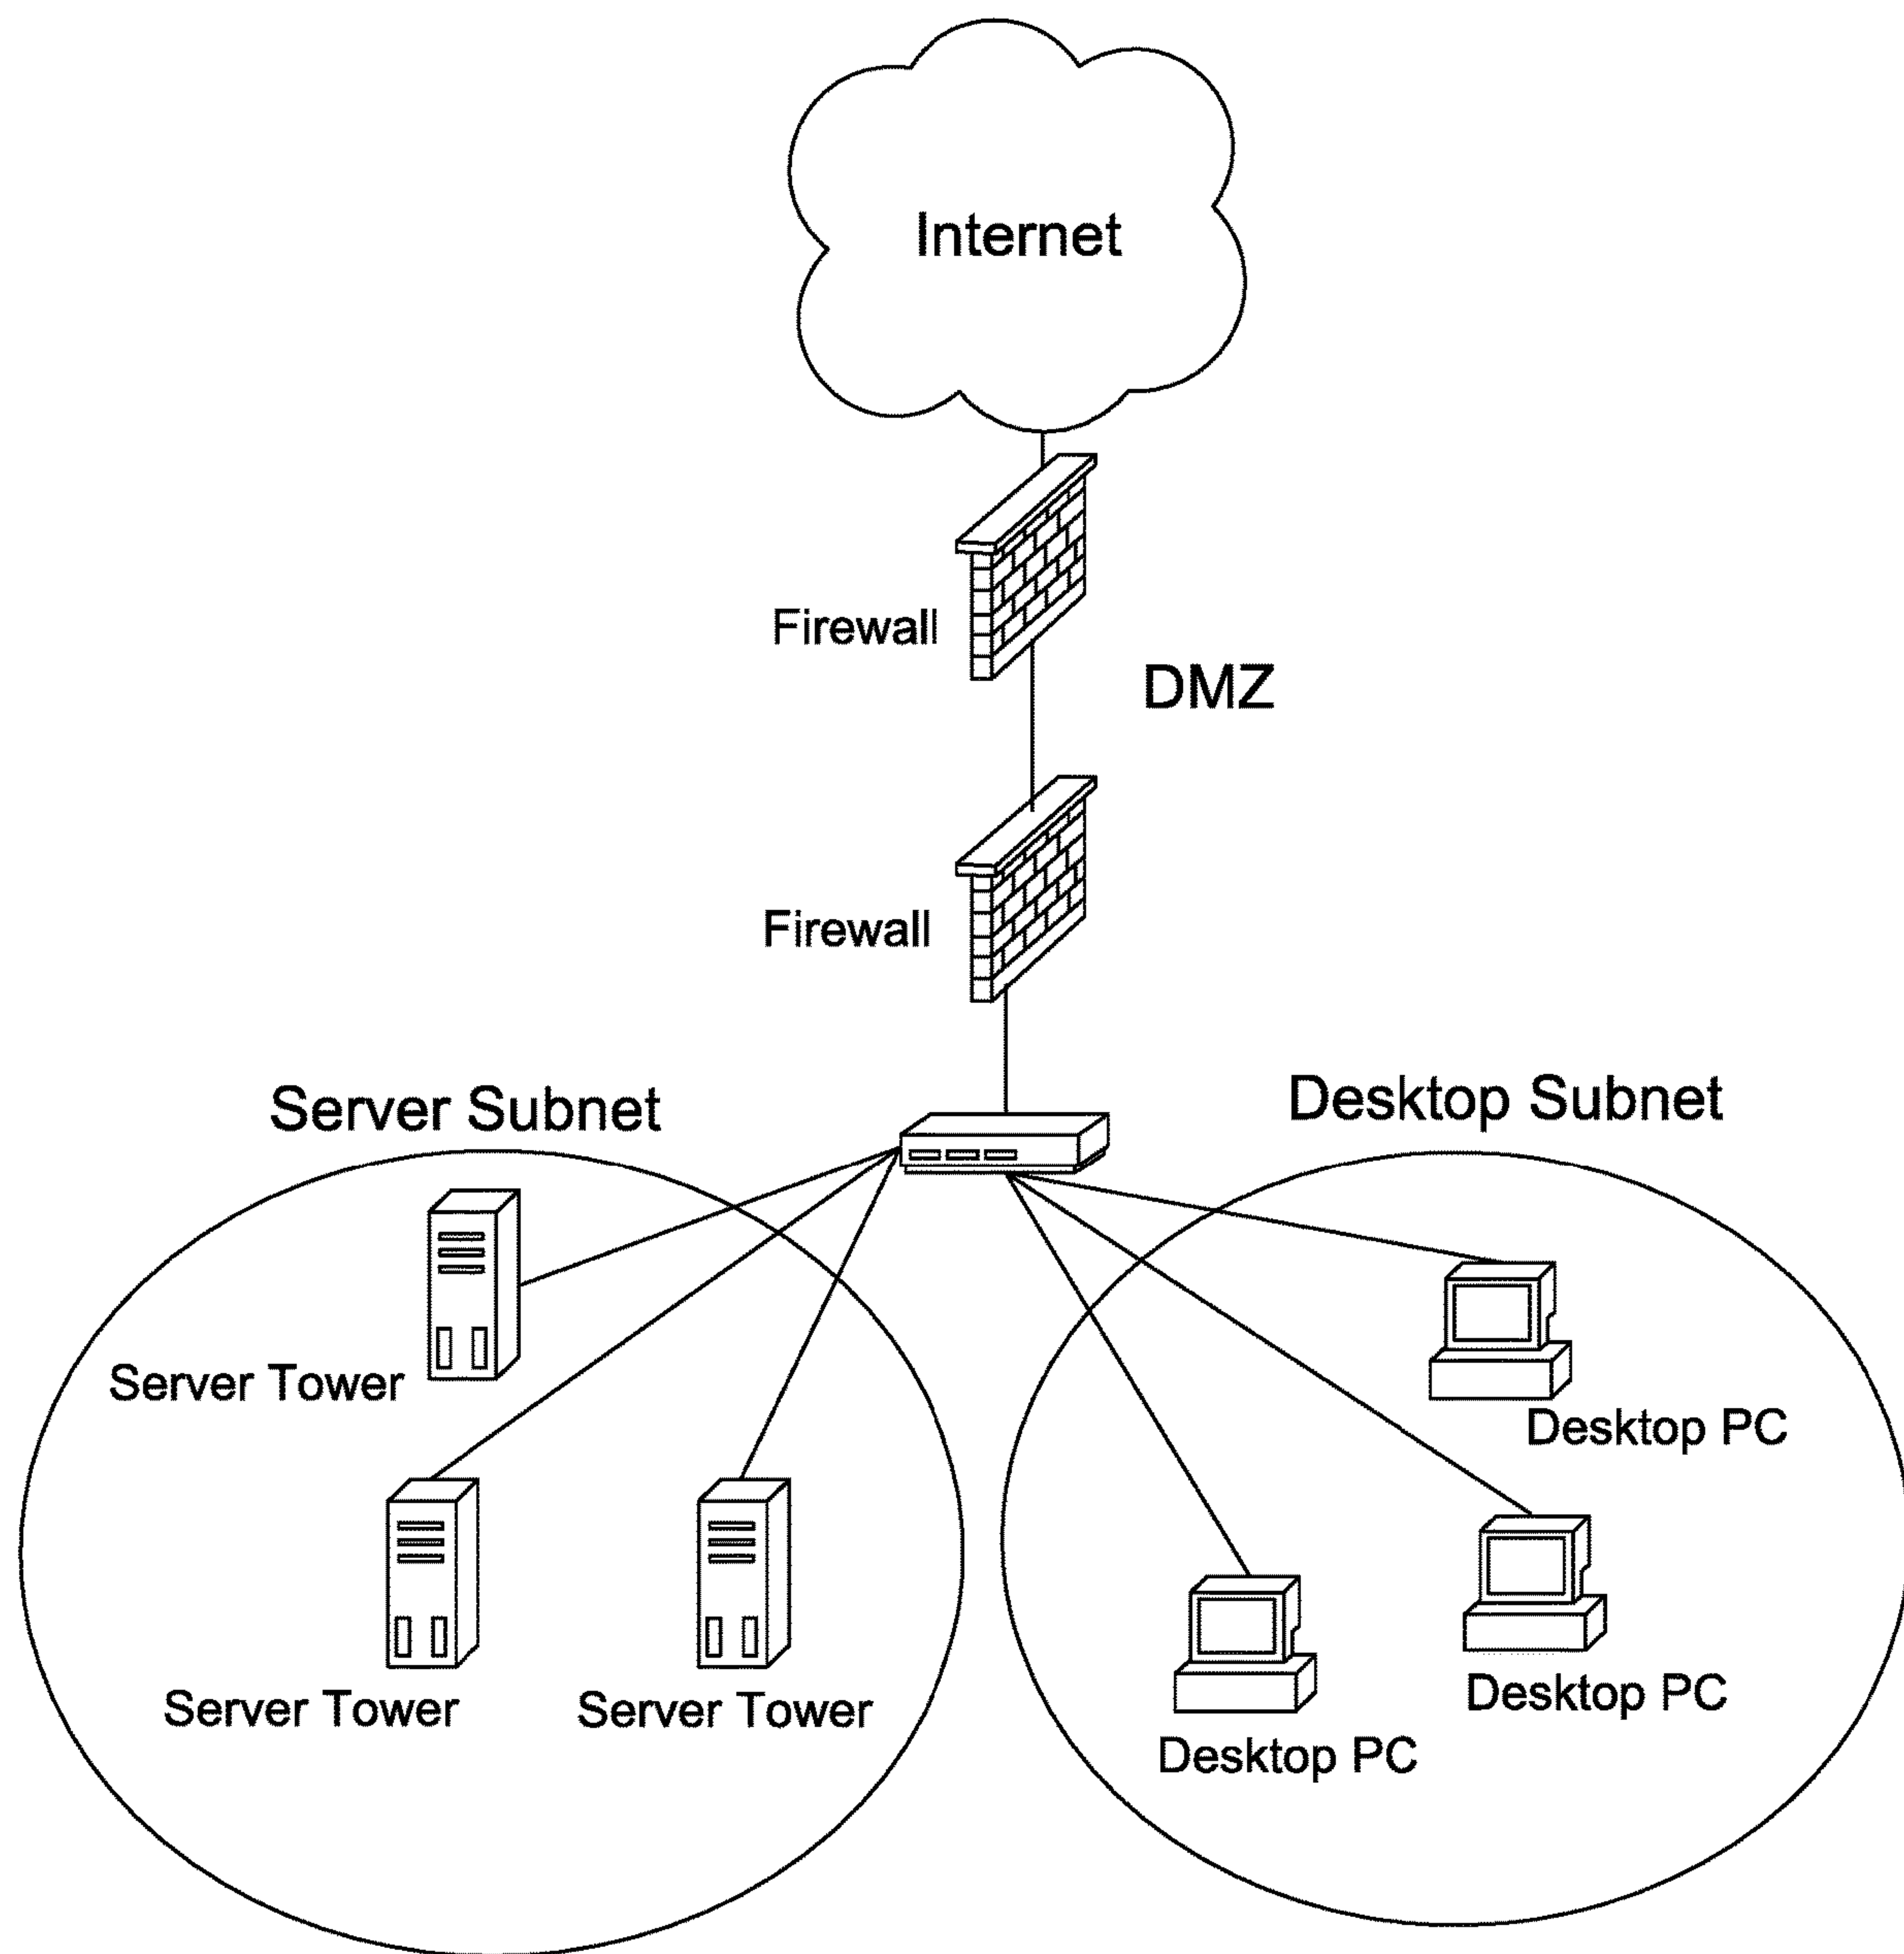 Internet
Firewall
DMZ
Firewall
Server Subnet
Desktop Subnet
Server Tower
Desktop PC
Server Tower
Server Tower
Desktop PC
Desktop PC